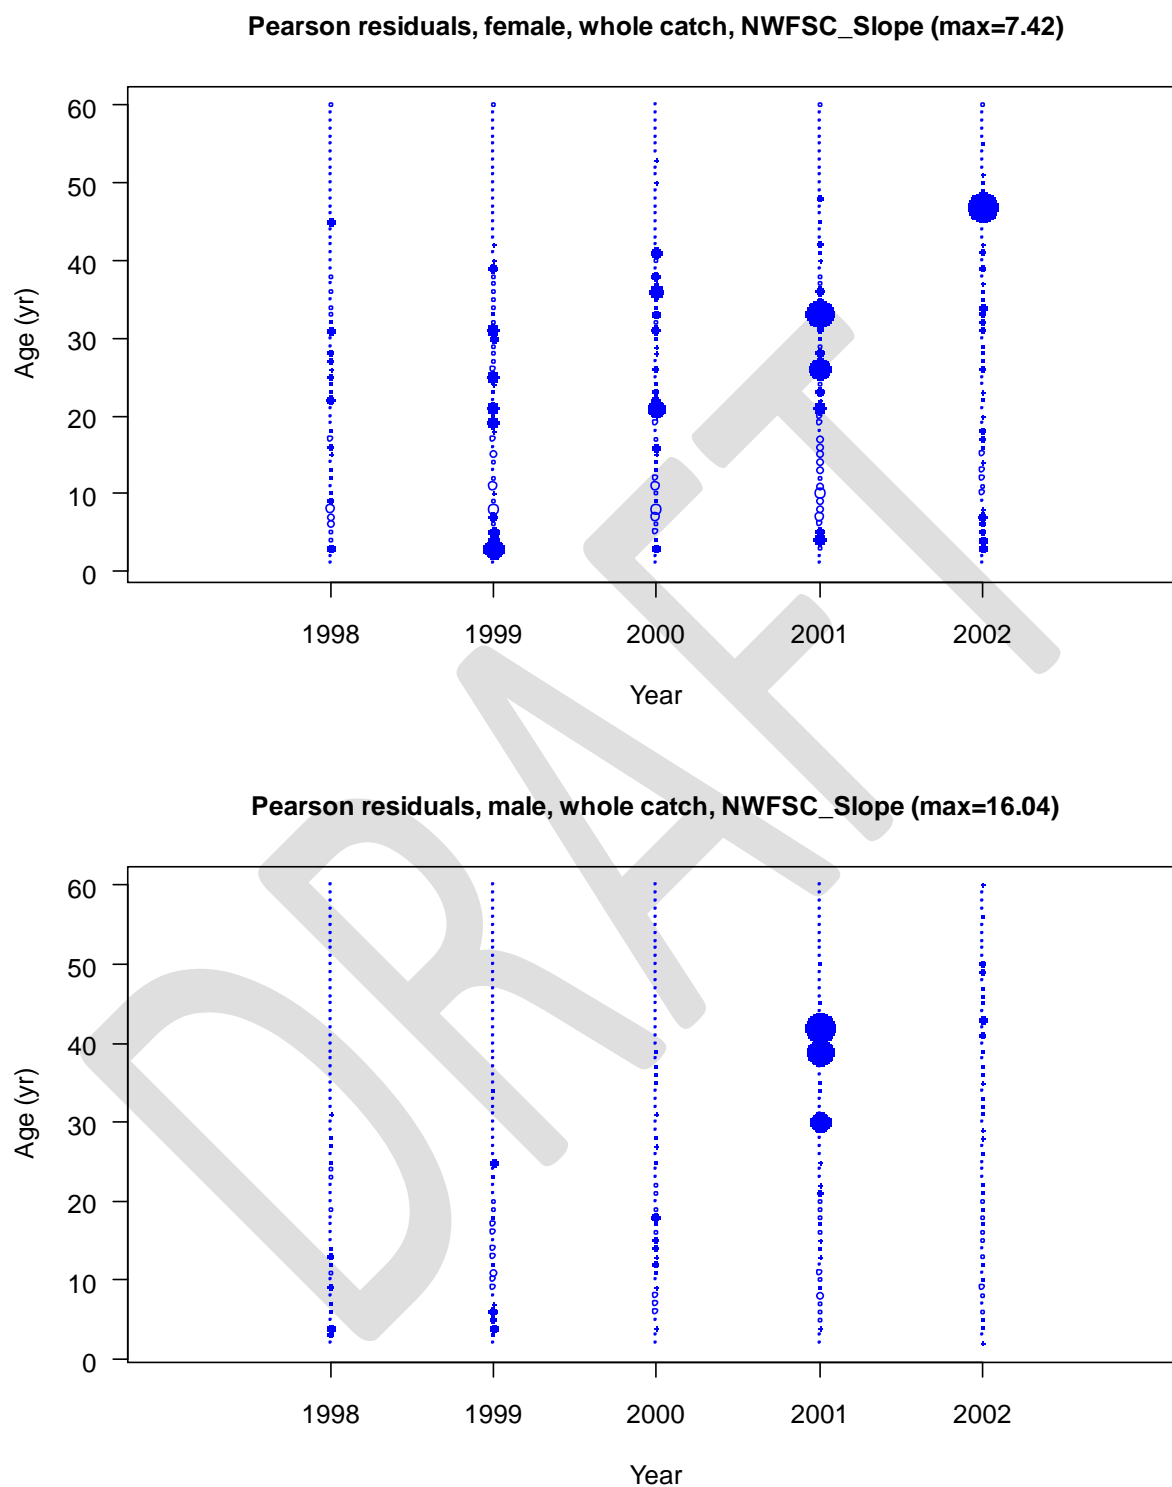 Pearson residuals, female, whole catch, NWFSC_Slope (max=7.42)
60
50
40
30
20
10
0
Age (yr)
1998 1999 2000 2001 2002
Year
Pearson residuals, male, whole catch, NWFSC_Slope (max=16.04)
60
50
40
30
20
10
0
Age (yr)
1998 1999 2000 2001 2002
Year
DRAFT